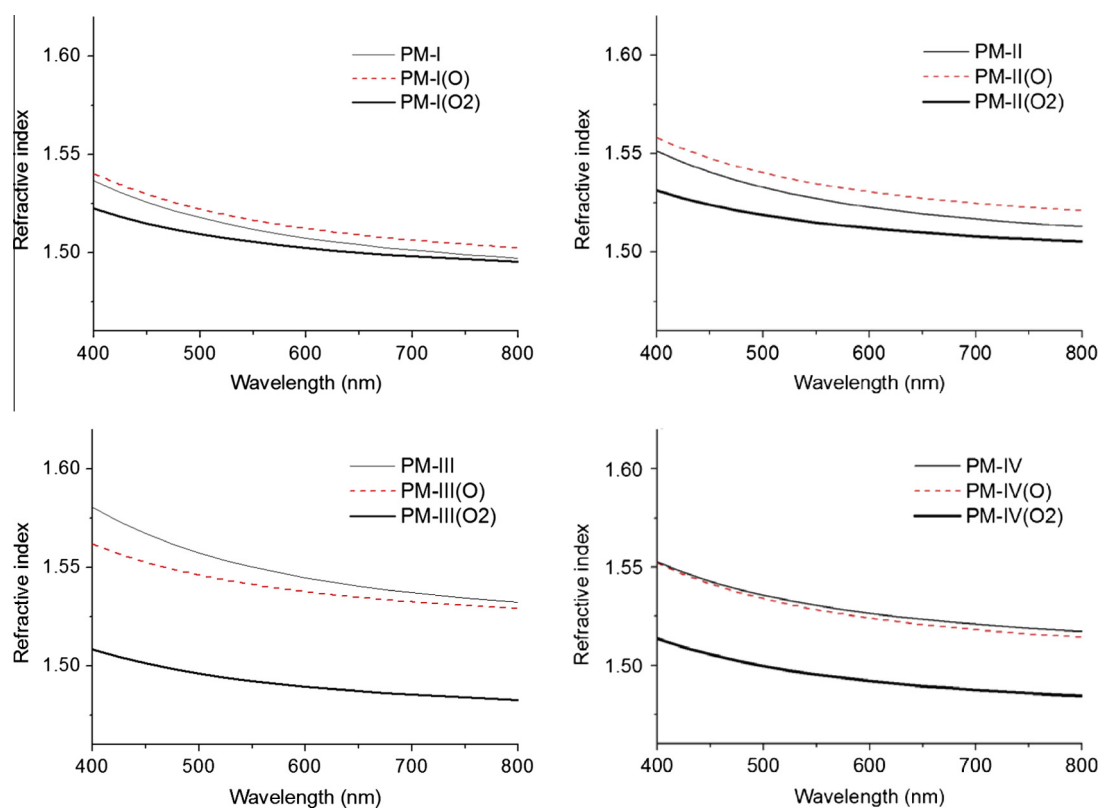 PM-I
PM-I(O)
PM-I(O2)
Refractive index
1.60
1.55
1.50
400 500 600 700 800
Wavelength (nm)
PM-II
PM-II(O)
PM-II(O2)
Refractive index
1.60
1.55
1.50
400 500 600 700 800
Wavelength (nm)
PM-III
PM-III(O)
PM-III(O2)
Refractive index
1.60
1.55
1.50
400 500 600 700 800
Wavelength (nm)
PM-IV
PM-IV(O)
PM-IV(O2)
Refractive index
1.60
1.55
1.50
400 500 600 700 800
Wavelength (nm)